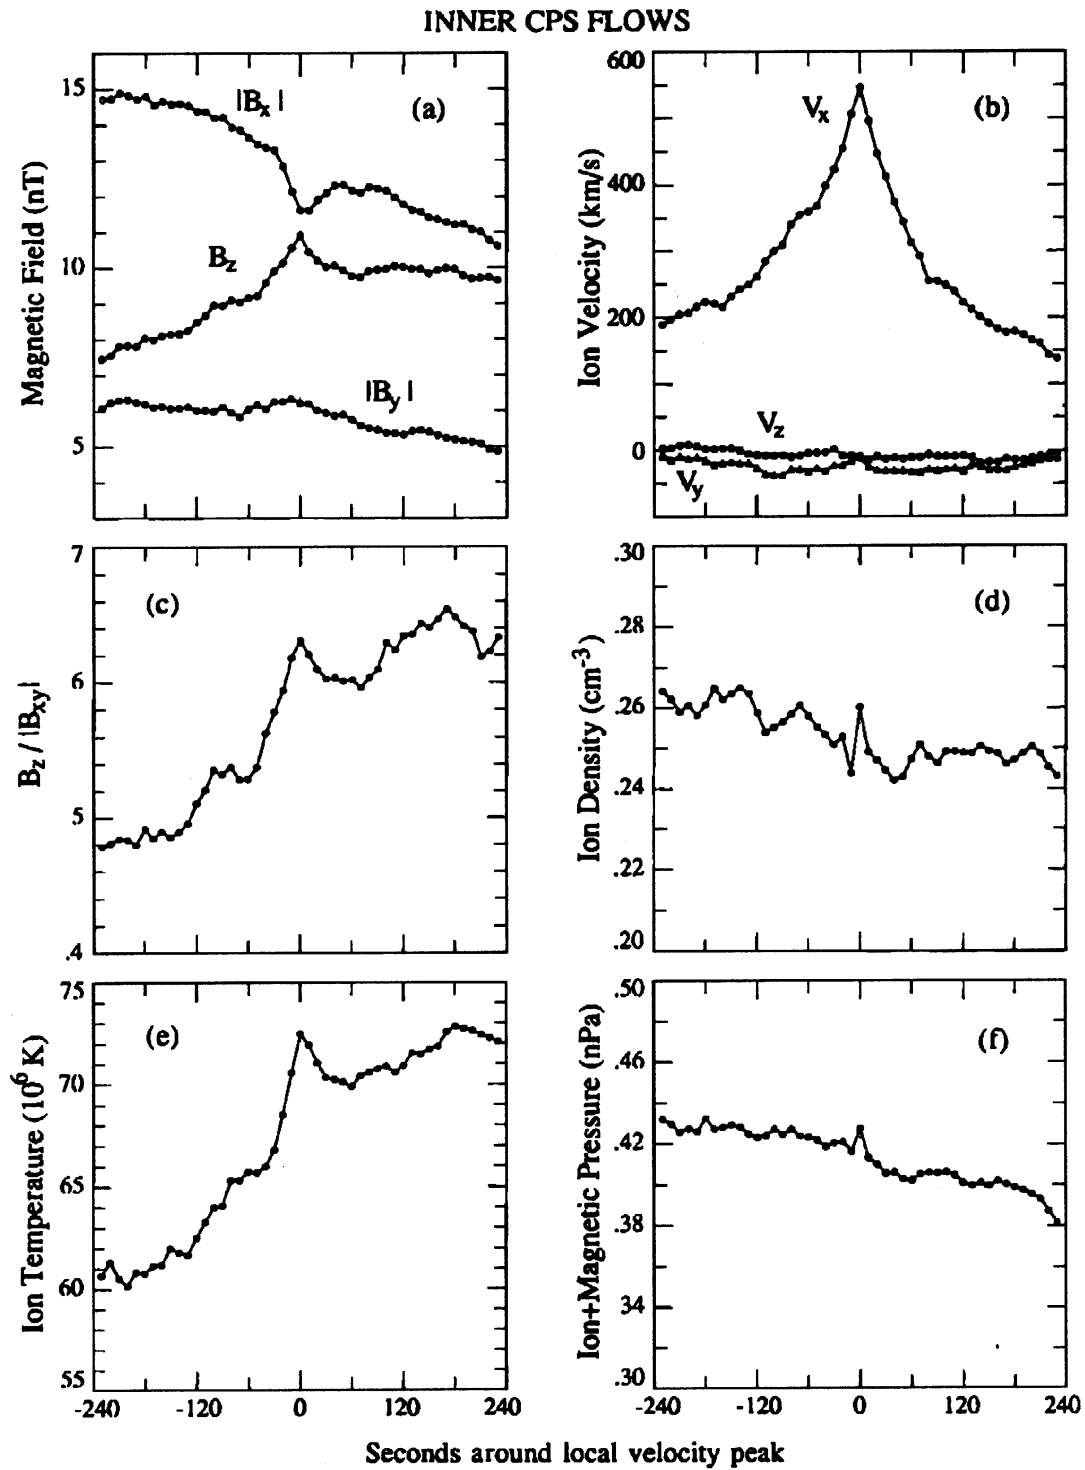 INNER CPS FLOWS
Magnetic Field (nT)
15
10
5
|Bx|
(a)
Bz
|By|
Ion Velocity (km/s)
600
400
200
0
Vx
(b)
Vz
Vy
Bz / |Bxy|
7
6
5
.4
(c)
Ion Density (cm-3)
.30
.28
.26
.24
.22
.20
(d)
Ion Temperature (10^6 K)
75
70
65
60
55
(e)
-240 -120 0 120 240
Ion+Magnetic Pressure (nPa)
.50
.46
.42
.38
.34
.30
(f)
-240 -120 0 120 240
Seconds around local velocity peak